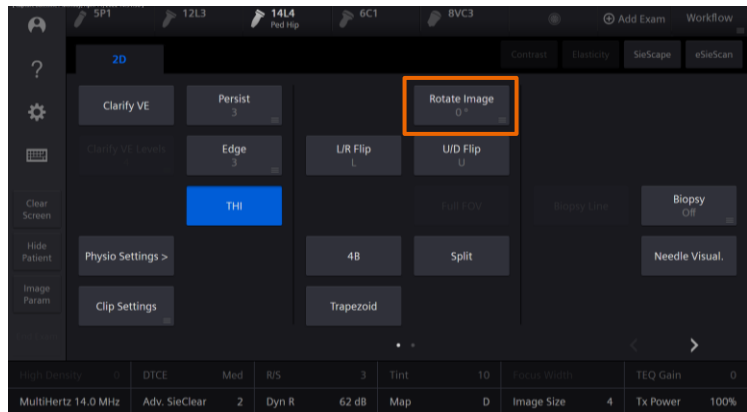 5P1
12L3
14L4
Ped Hip
6C1
8VC3
Add Exam
Workflow
2D
Contrast
Elasticity
SieScape
eSieScan
Clarify VE
Persist
3
Rotate Image
0 °
Clarify VE Levels
Edge
3
L/R Flip
L
U/D Flip
U
Clear
Screen
THI
Full FOV
Biopsy Line
Biopsy
Off
Hide
Patient
Physio Settings >
4B
Split
Needle Visual.
Image
Param
Clip Settings
Trapezoid
High Density 0
DTCE Med
R/S 3
Tint 10
Focus Width
TEQ Gain 0
MultiHertz 14.0 MHz
Adv. SieClear 2
Dyn R 62 dB
Map D
Image Size 4
Tx Power 100%